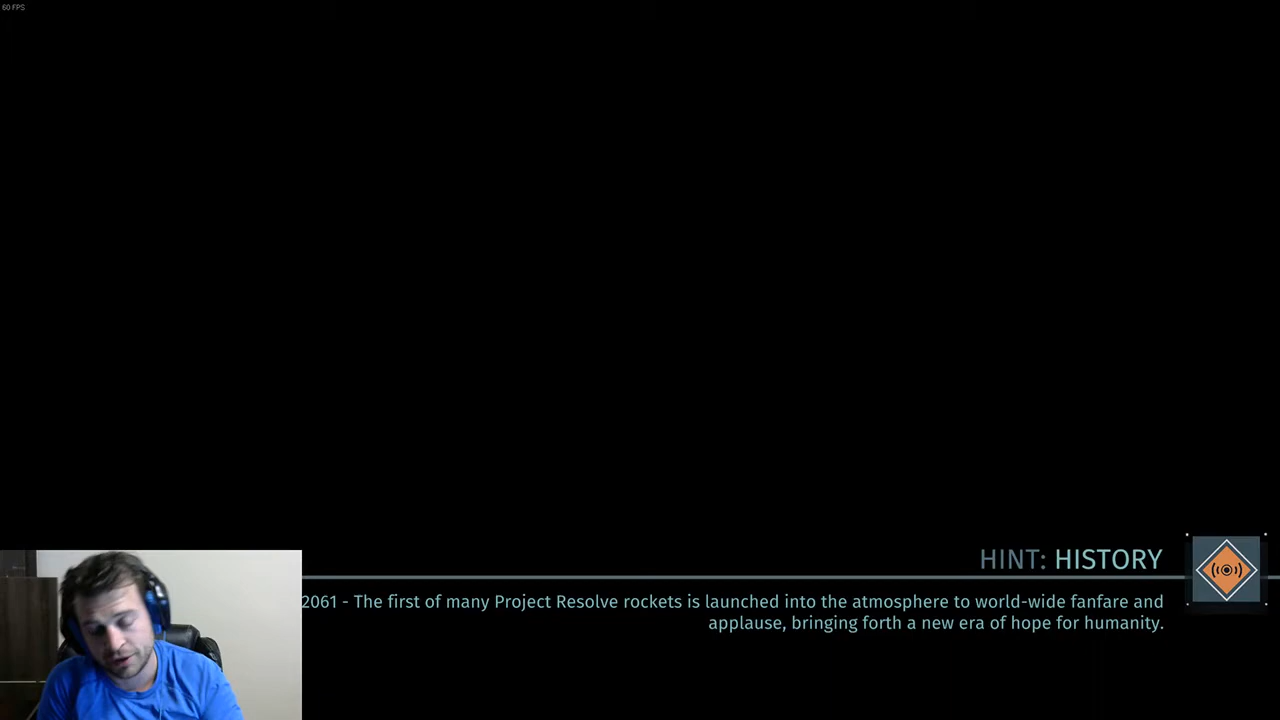 60 FPS
HINT: HISTORY
2061 - The first of many Project Resolve rockets is launched into the atmosphere to world-wide fanfare and
applause, bringing forth a new era of hope for humanity.